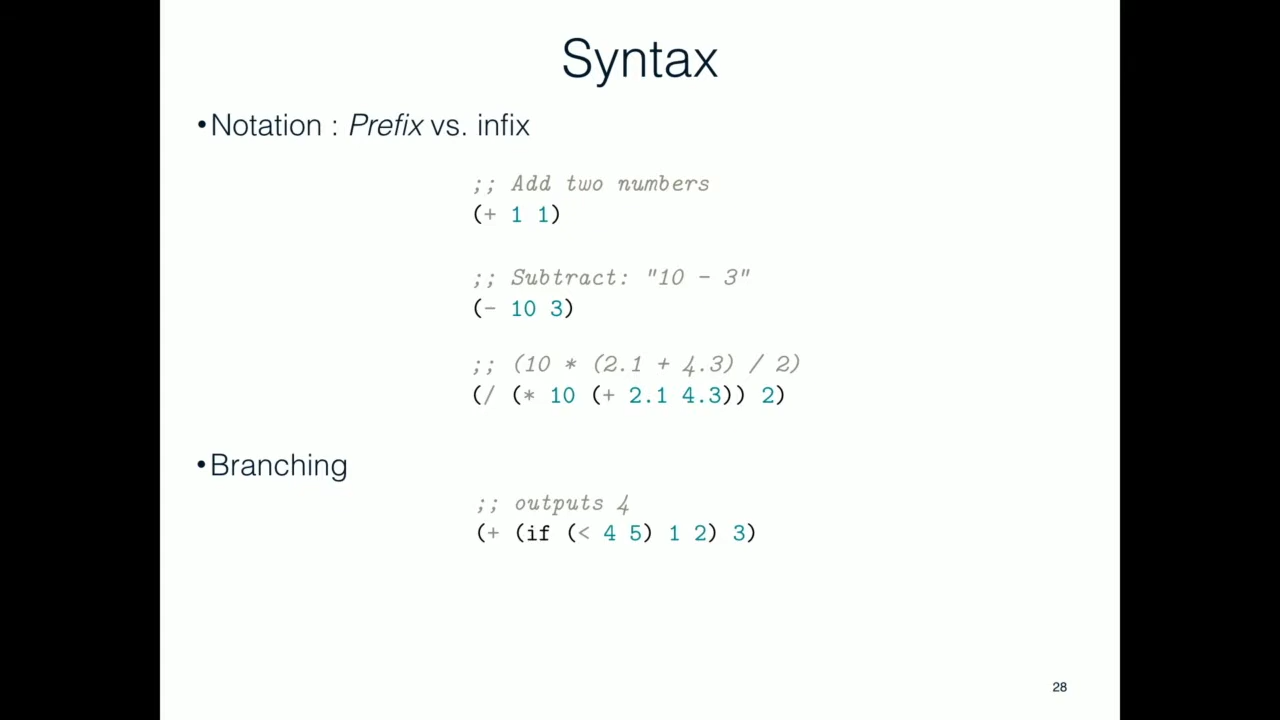 Syntax
•Notation : Prefix vs. infix
;; Add two numbers
(+ 1 1)
;; Subtract: "10 - 3"
(- 10 3)
;; (10 * (2.1 + 4.3) / 2)
(/ (* 10 (+ 2.1 4.3)) 2)
•Branching
;; outputs 4
(+ (if (< 4 5) 1 2) 3)
28